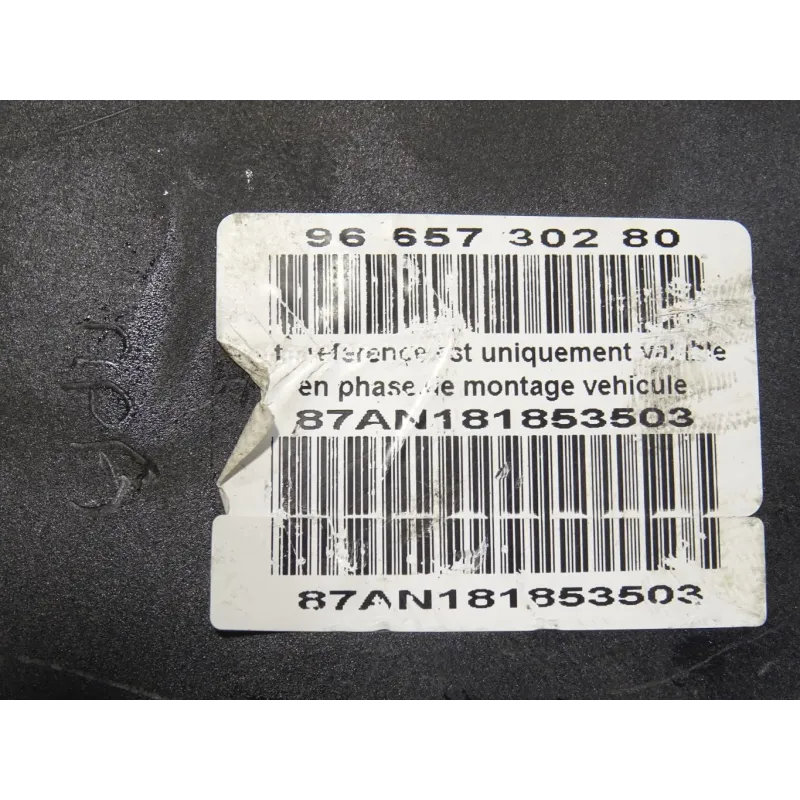 96 657 302 80
référence est uniquement valable
en phase de montage vehicule
87AN181853503
87AN181853503